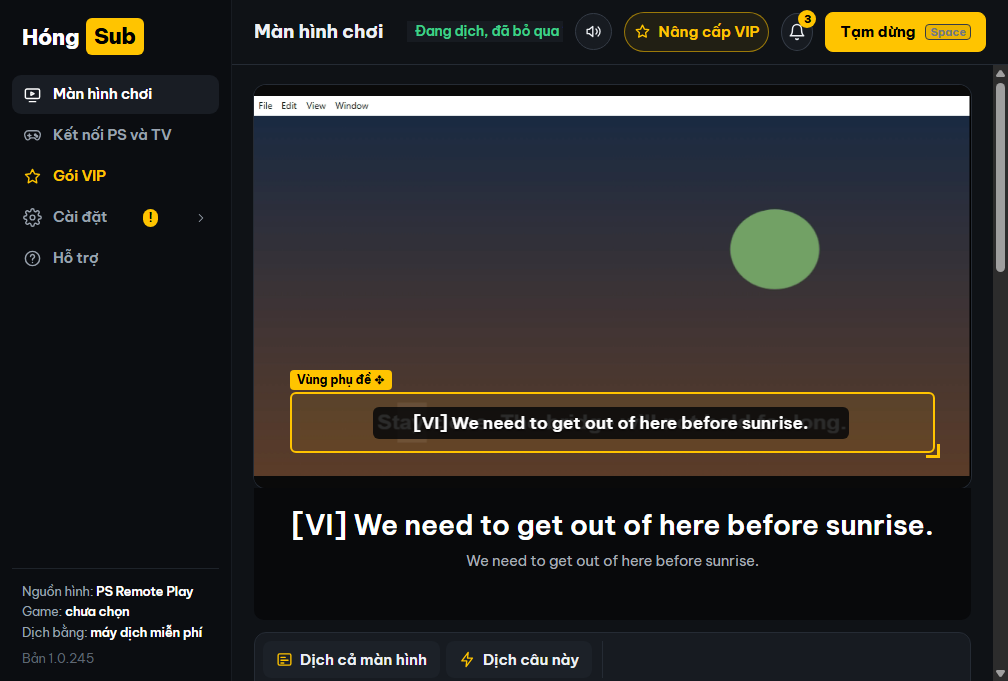 Hóng Sub
Màn hình chơi
Kết nối PS và TV
Gói VIP
Cài đặt !
Hỗ trợ
Nguồn hình: PS Remote Play
Game: chưa chọn
Dịch bằng: máy dịch miễn phí
Bản 1.0.245
Màn hình chơi
Đang dịch, đã bỏ qua
Nâng cấp VIP
3
Tạm dừng Space
File Edit View Window
Vùng phụ đề
[VI] We need to get out of here before sunrise.
[VI] We need to get out of here before sunrise.
We need to get out of here before sunrise.
Dịch cả màn hình
Dịch câu này